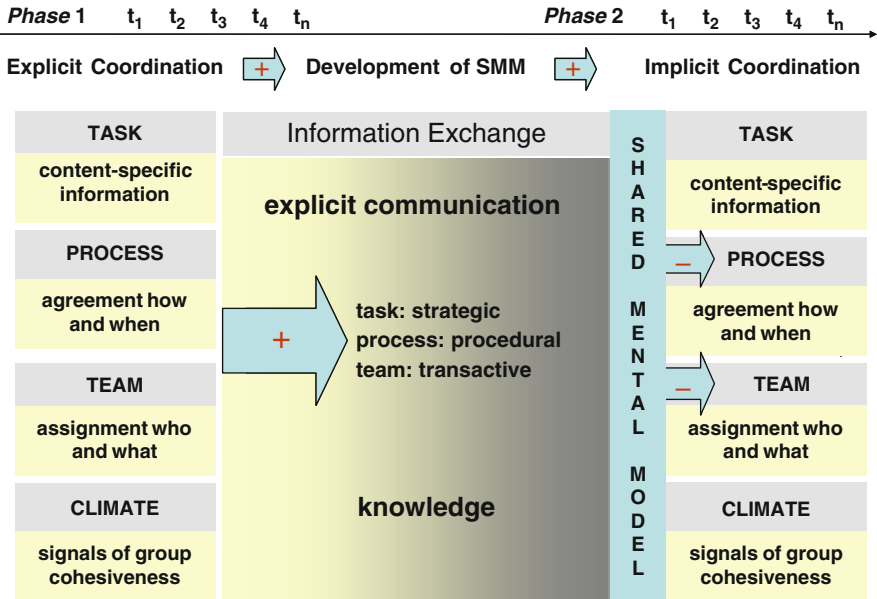 Phase 1 t1 t2 t3 t4 tn Phase 2 t1 t2 t3 t4 tn
Explicit Coordination + Development of SMM + Implicit Coordination
TASK
content-specific
information
PROCESS
agreement how
and when
TEAM
assignment who
and what
CLIMATE
signals of group
cohesiveness
Information Exchange
explicit communication
+
task: strategic
process: procedural
team: transactive
knowledge
SHARED MENTAL MODEL
TASK
content-specific
information
– PROCESS
agreement how
and when
– TEAM
assignment who
and what
CLIMATE
signals of group
cohesiveness